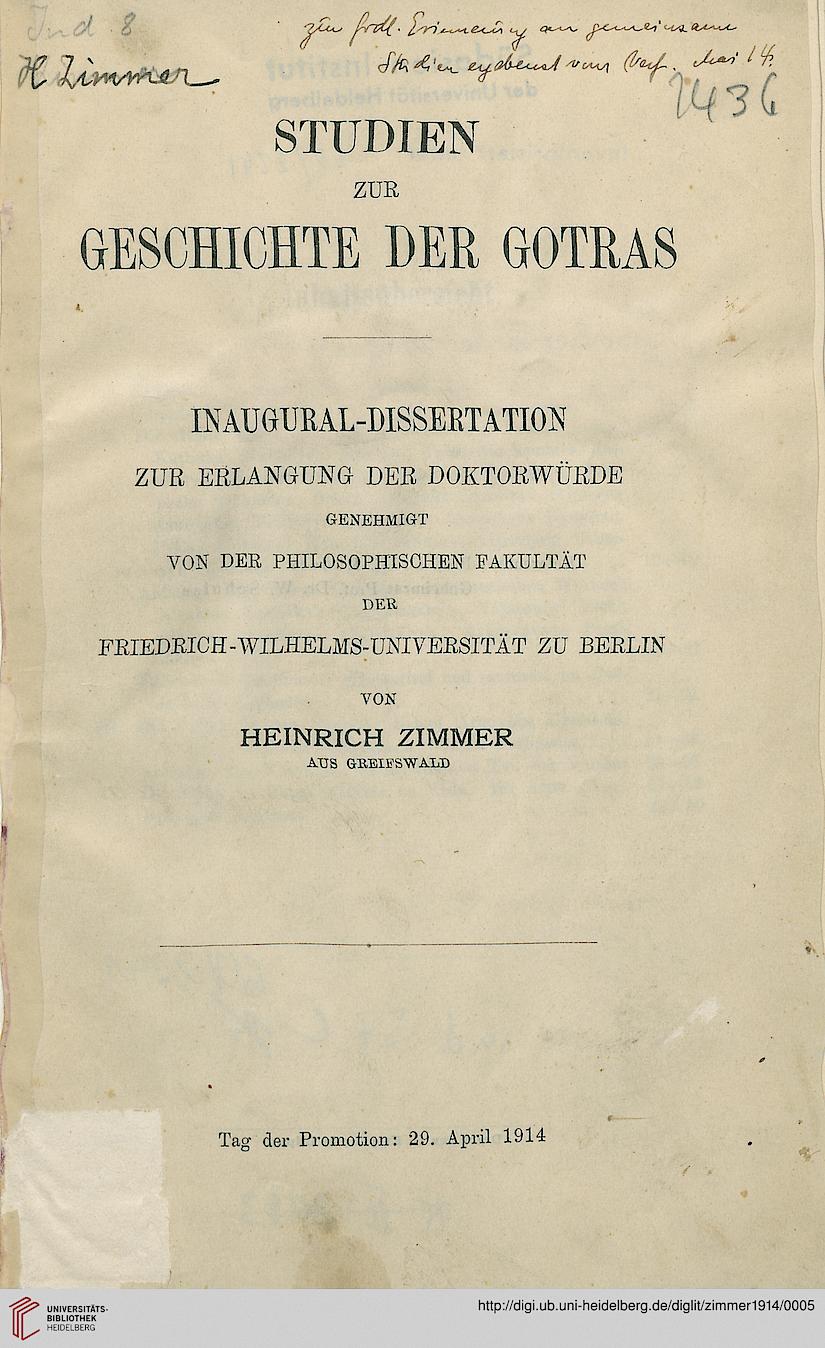 Ind 8
zur frdl. Erinnerung an gemeinsame
Studien ergebenst vom Verf. Mai 14.
H Zimmer
1436
STUDIEN
ZUR
GESCHICHTE DER GOTRAS
INAUGURAL-DISSERTATION
ZUR ERLANGUNG DER DOKTORWÜRDE
GENEHMIGT
VON DER PHILOSOPHISCHEN FAKULTÄT
DER
FRIEDRICH-WILHELMS-UNIVERSITÄT ZU BERLIN
VON
HEINRICH ZIMMER
AUS GREIFSWALD
Tag der Promotion: 29. April 1914
UNIVERSITÄTS-
BIBLIOTHEK
HEIDELBERG
http://digi.ub.uni-heidelberg.de/diglit/zimmer1914/0005